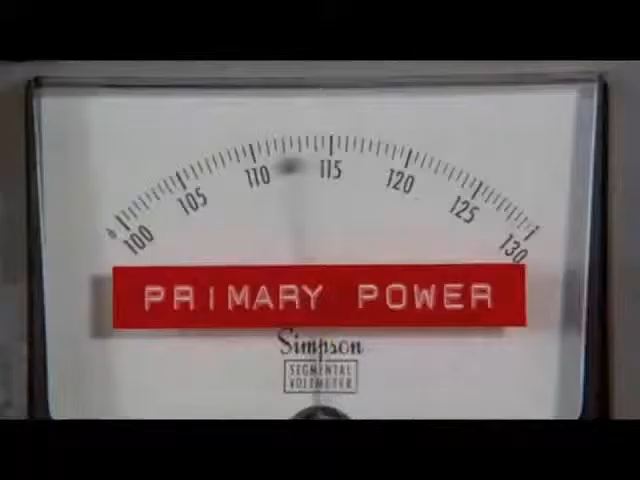 100 105 110 115 120 125 130
PRIMARY POWER
Simpson
SEGMENTAL
VOLTMETER